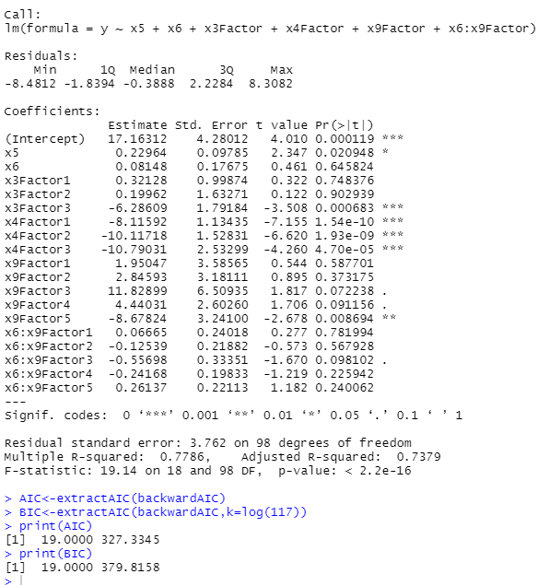 Call:
lm(formula = y ~ x5 + x6 + x3Factor + x4Factor + x9Factor + x6:x9Factor)
Residuals:
Min 1Q Median 3Q Max
-8.4812 -1.8394 -0.3888 2.2284 8.3082
Coefficients:
Estimate Std. Error t value Pr(>|t|)
(Intercept) 17.16312 4.28012 4.010 0.000119 ***
x5 0.22964 0.09785 2.347 0.020948 *
x6 0.08148 0.17675 0.461 0.645824
x3Factor1 0.32128 0.99874 0.322 0.748376
x3Factor2 0.19962 1.63271 0.122 0.902939
x3Factor3 -6.28609 1.79184 -3.508 0.000683 ***
x4Factor1 -8.11592 1.13435 -7.155 1.54e-10 ***
x4Factor2 -10.11718 1.52831 -6.620 1.93e-09 ***
x4Factor3 -10.79031 2.53299 -4.260 4.70e-05 ***
x9Factor1 1.95047 3.58565 0.544 0.587701
x9Factor2 2.84593 3.18111 0.895 0.373175
x9Factor3 11.82899 6.50935 1.817 0.072238 .
x9Factor4 4.44031 2.60260 1.706 0.091156 .
x9Factor5 -8.67824 3.24100 -2.678 0.008694 **
x6:x9Factor1 0.06665 0.24018 0.277 0.781994
x6:x9Factor2 -0.12539 0.21882 -0.573 0.567928
x6:x9Factor3 -0.55698 0.33351 -1.670 0.098102 .
x6:x9Factor4 -0.24168 0.19833 -1.219 0.225942
x6:x9Factor5 0.26137 0.22113 1.182 0.240062
---
Signif. codes: 0 ‘***’ 0.001 ‘**’ 0.01 ‘*’ 0.05 ‘.’ 0.1 ‘ ’ 1
Residual standard error: 3.762 on 98 degrees of freedom
Multiple R-squared: 0.7786, Adjusted R-squared: 0.7379
F-statistic: 19.14 on 18 and 98 DF, p-value: < 2.2e-16
> AIC<-extractAIC(backwardAIC)
> BIC<-extractAIC(backwardAIC,k=log(117))
> print(AIC)
[1] 19.0000 327.3345
> print(BIC)
[1] 19.0000 379.8158
>